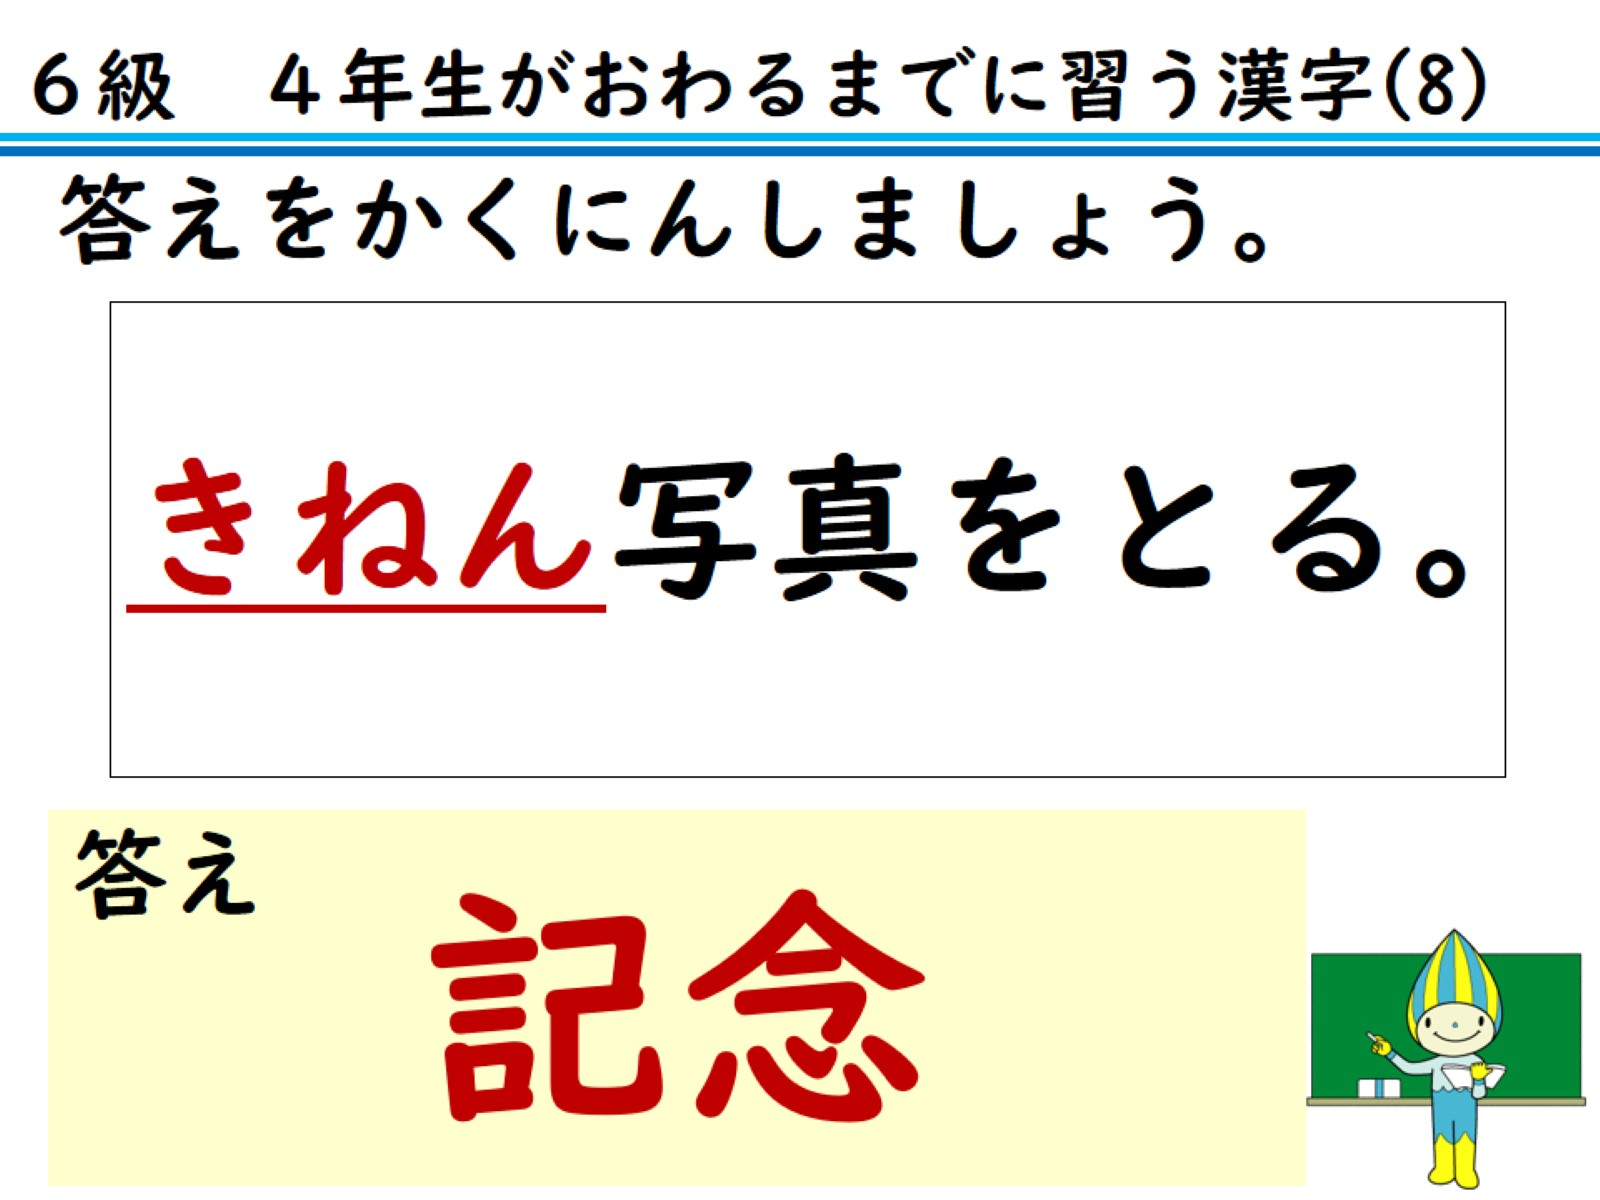 ６級　４年生がおわるまでに習う漢字(8)
答えをかくにんしましょう。
きねん写真をとる。
答え
記念